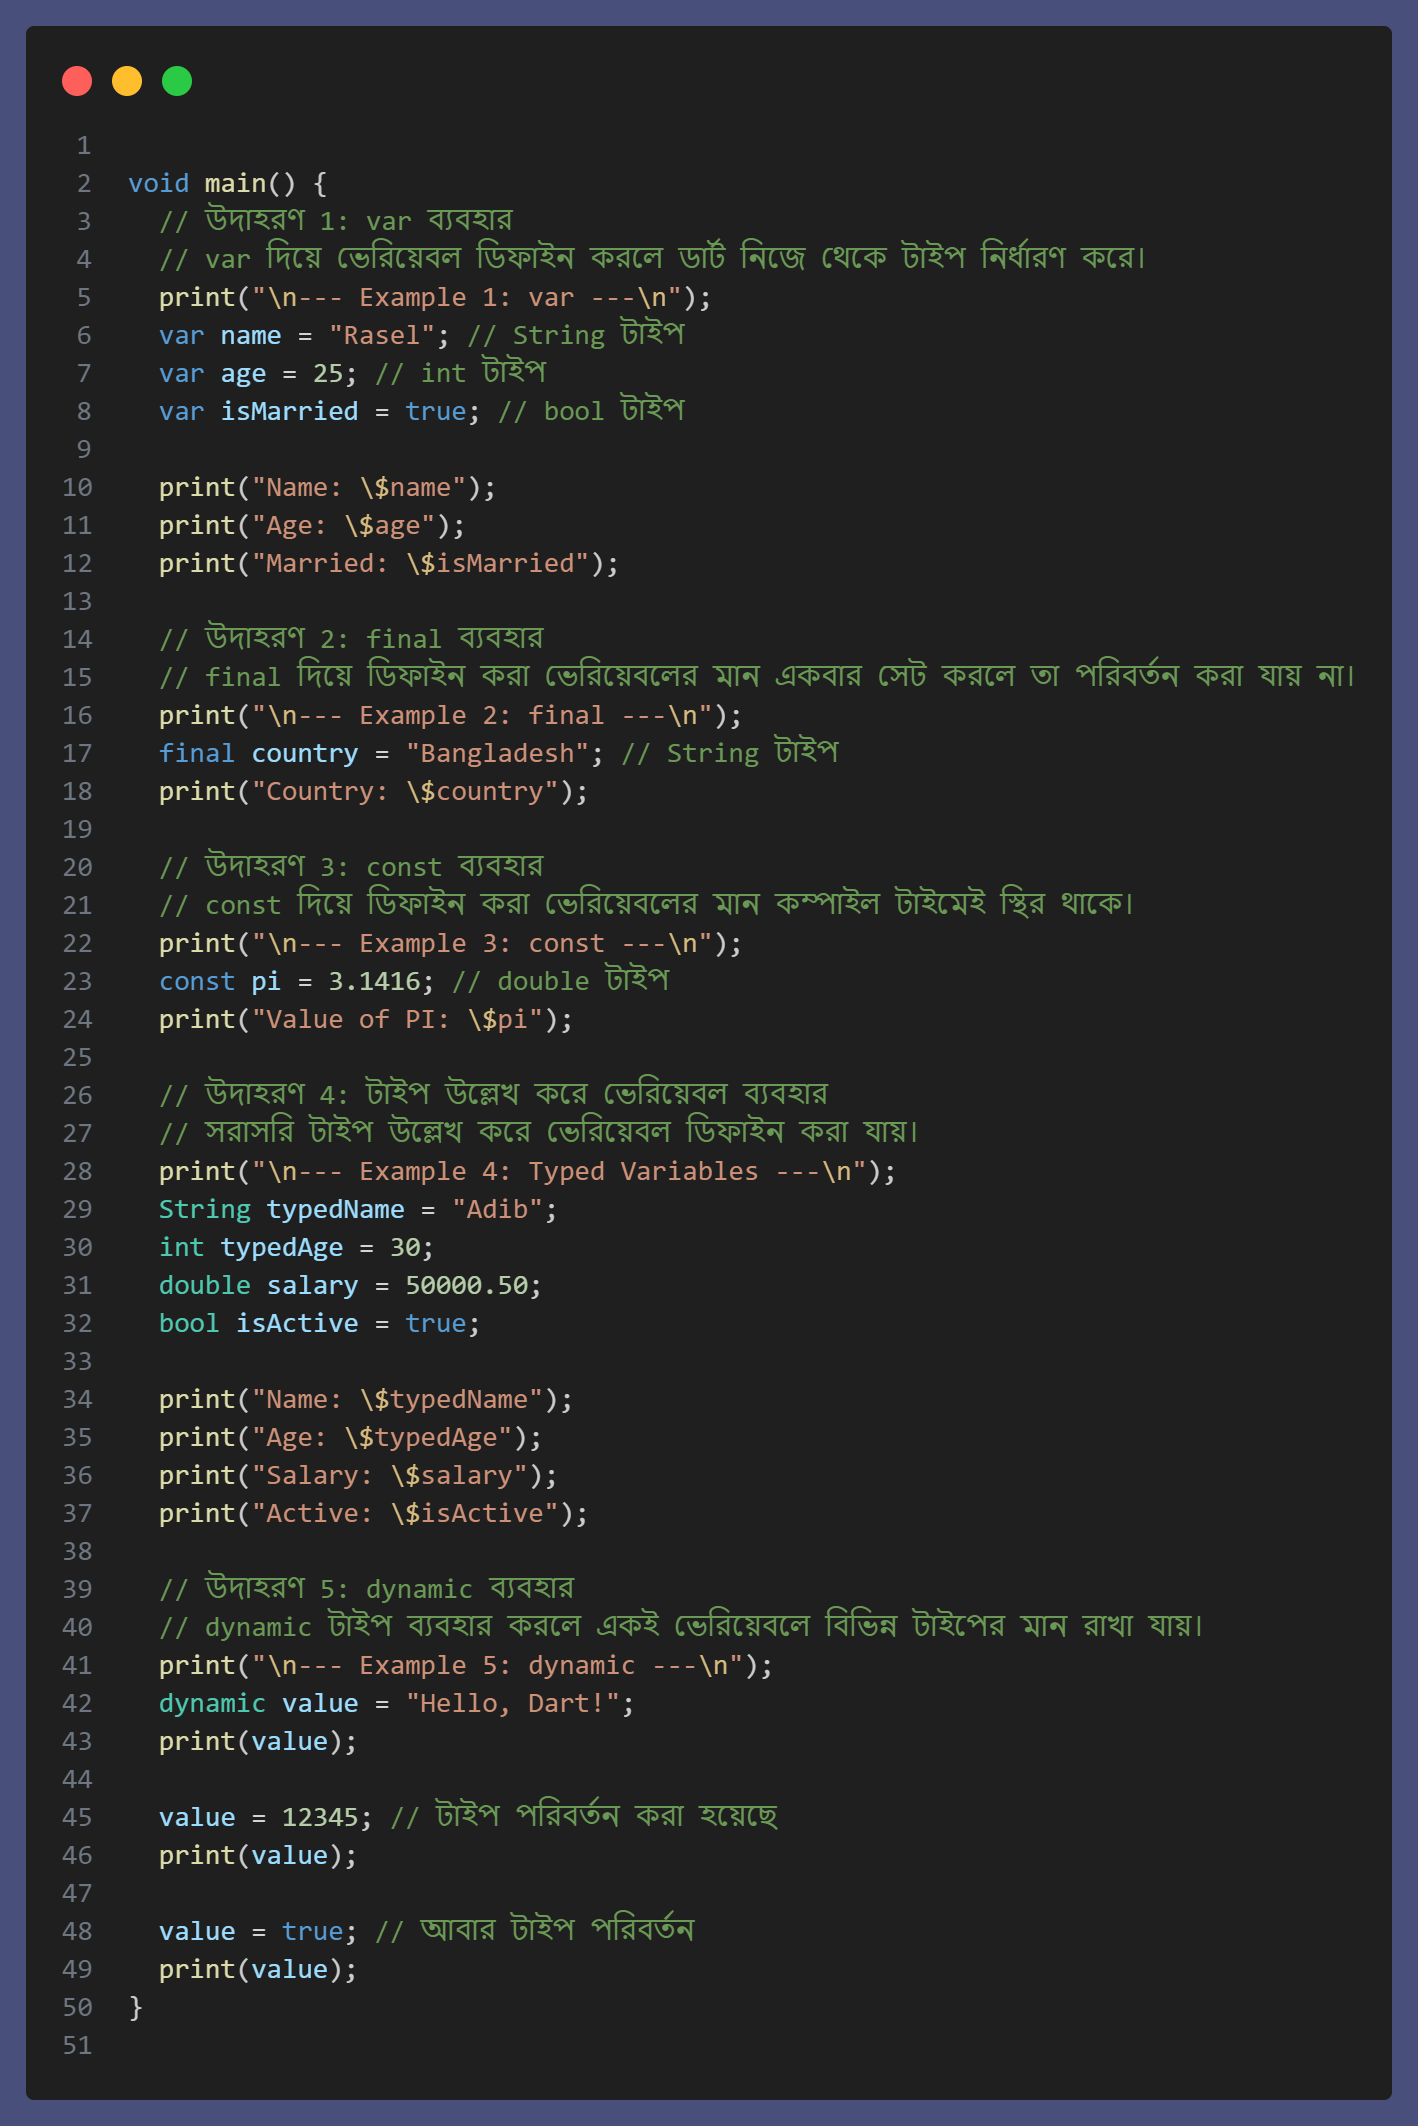 1
2 void main() {
3   // উদাহরণ 1: var ব্যবহার
4   // var দিয়ে ভেরিয়েবল ডিফাইন করলে ডার্ট নিজে থেকে টাইপ নির্ধারণ করে।
5   print("\n--- Example 1: var ---\n");
6   var name = "Rasel"; // String টাইপ
7   var age = 25; // int টাইপ
8   var isMarried = true; // bool টাইপ
9
10   print("Name: \$name");
11   print("Age: \$age");
12   print("Married: \$isMarried");
13
14   // উদাহরণ 2: final ব্যবহার
15   // final দিয়ে ডিফাইন করা ভেরিয়েবলের মান একবার সেট করলে তা পরিবর্তন করা যায় না।
16   print("\n--- Example 2: final ---\n");
17   final country = "Bangladesh"; // String টাইপ
18   print("Country: \$country");
19
20   // উদাহরণ 3: const ব্যবহার
21   // const দিয়ে ডিফাইন করা ভেরিয়েবলের মান কম্পাইল টাইমেই স্থির থাকে।
22   print("\n--- Example 3: const ---\n");
23   const pi = 3.1416; // double টাইপ
24   print("Value of PI: \$pi");
25
26   // উদাহরণ 4: টাইপ উল্লেখ করে ভেরিয়েবল ব্যবহার
27   // সরাসরি টাইপ উল্লেখ করে ভেরিয়েবল ডিফাইন করা যায়।
28   print("\n--- Example 4: Typed Variables ---\n");
29   String typedName = "Adib";
30   int typedAge = 30;
31   double salary = 50000.50;
32   bool isActive = true;
33
34   print("Name: \$typedName");
35   print("Age: \$typedAge");
36   print("Salary: \$salary");
37   print("Active: \$isActive");
38
39   // উদাহরণ 5: dynamic ব্যবহার
40   // dynamic টাইপ ব্যবহার করলে একই ভেরিয়েবলে বিভিন্ন টাইপের মান রাখা যায়।
41   print("\n--- Example 5: dynamic ---\n");
42   dynamic value = "Hello, Dart!";
43   print(value);
44
45   value = 12345; // টাইপ পরিবর্তন করা হয়েছে
46   print(value);
47
48   value = true; // আবার টাইপ পরিবর্তন
49   print(value);
50 }
51